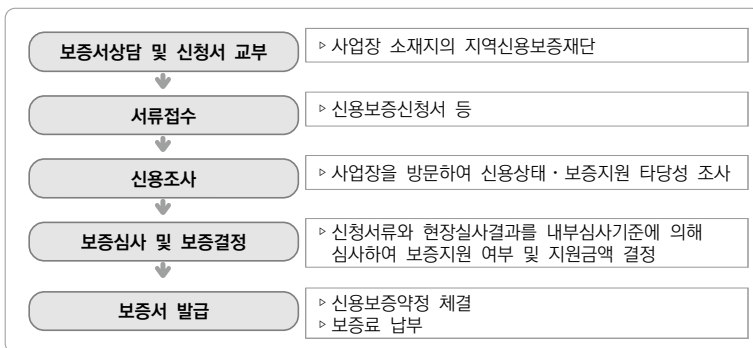 보증서상담 및 신청서 교부
▹ 사업장 소재지의 지역신용보증재단
서류접수
▹ 신용보증신청서 등
신용조사
▹ 사업장을 방문하여 신용상태・보증지원 타당성 조사
보증심사 및 보증결정
▹ 신청서류와 현장실사결과를 내부심사기준에 의해
심사하여 보증지원 여부 및 지원금액 결정
보증서 발급
▹ 신용보증약정 체결
▹ 보증료 납부